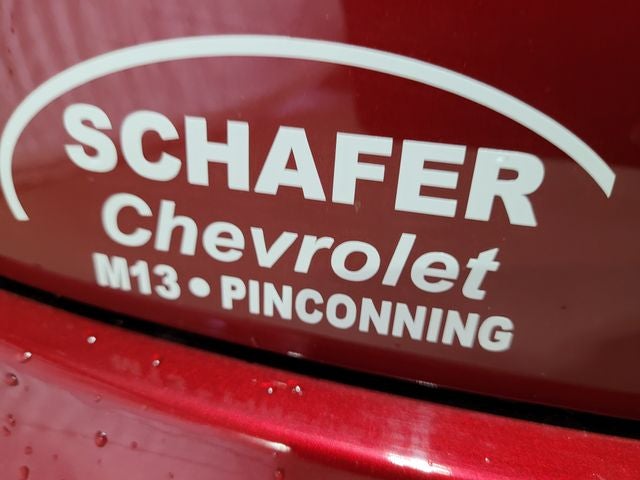 SCHAFER
Chevrolet
M13 • PINCONNING